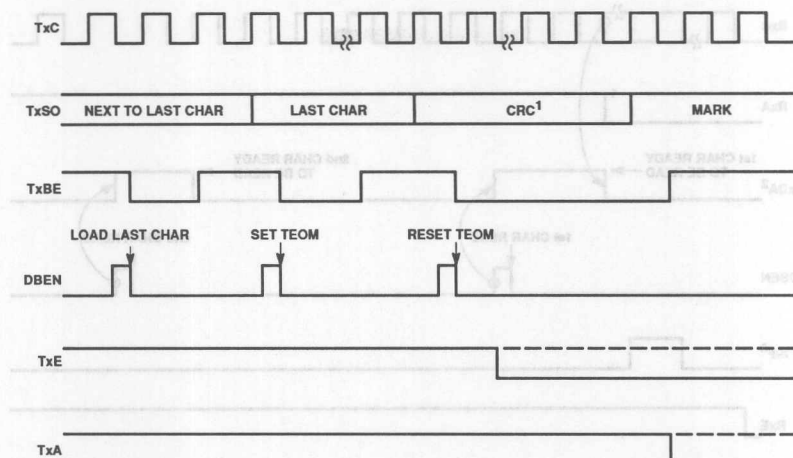 TxC
TxSO NEXT TO LAST CHAR LAST CHAR CRC1 MARK
TxBE
LOAD LAST CHAR SET TEOM RESET TEOM
DBEN
TxE
TxA